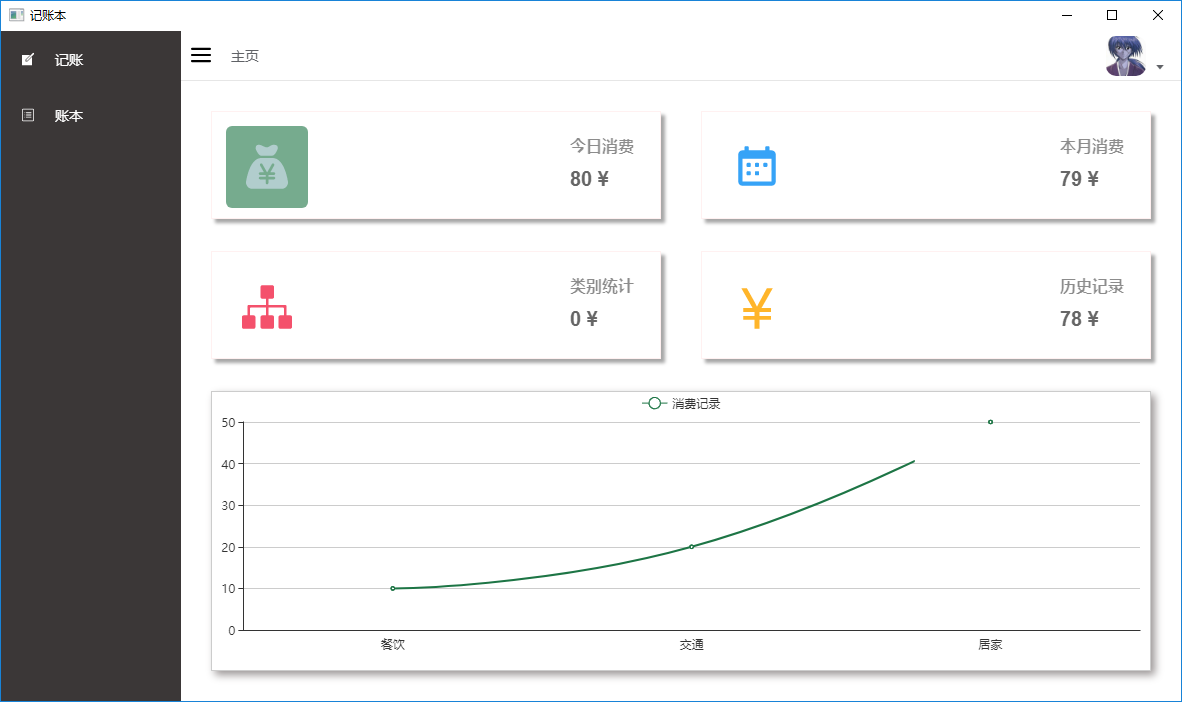 记账本
记账
账本
主页
今日消费
80 ¥
本月消费
79 ¥
类别统计
0 ¥
历史记录
78 ¥
消费记录
50
40
30
20
10
0
餐饮
交通
居家